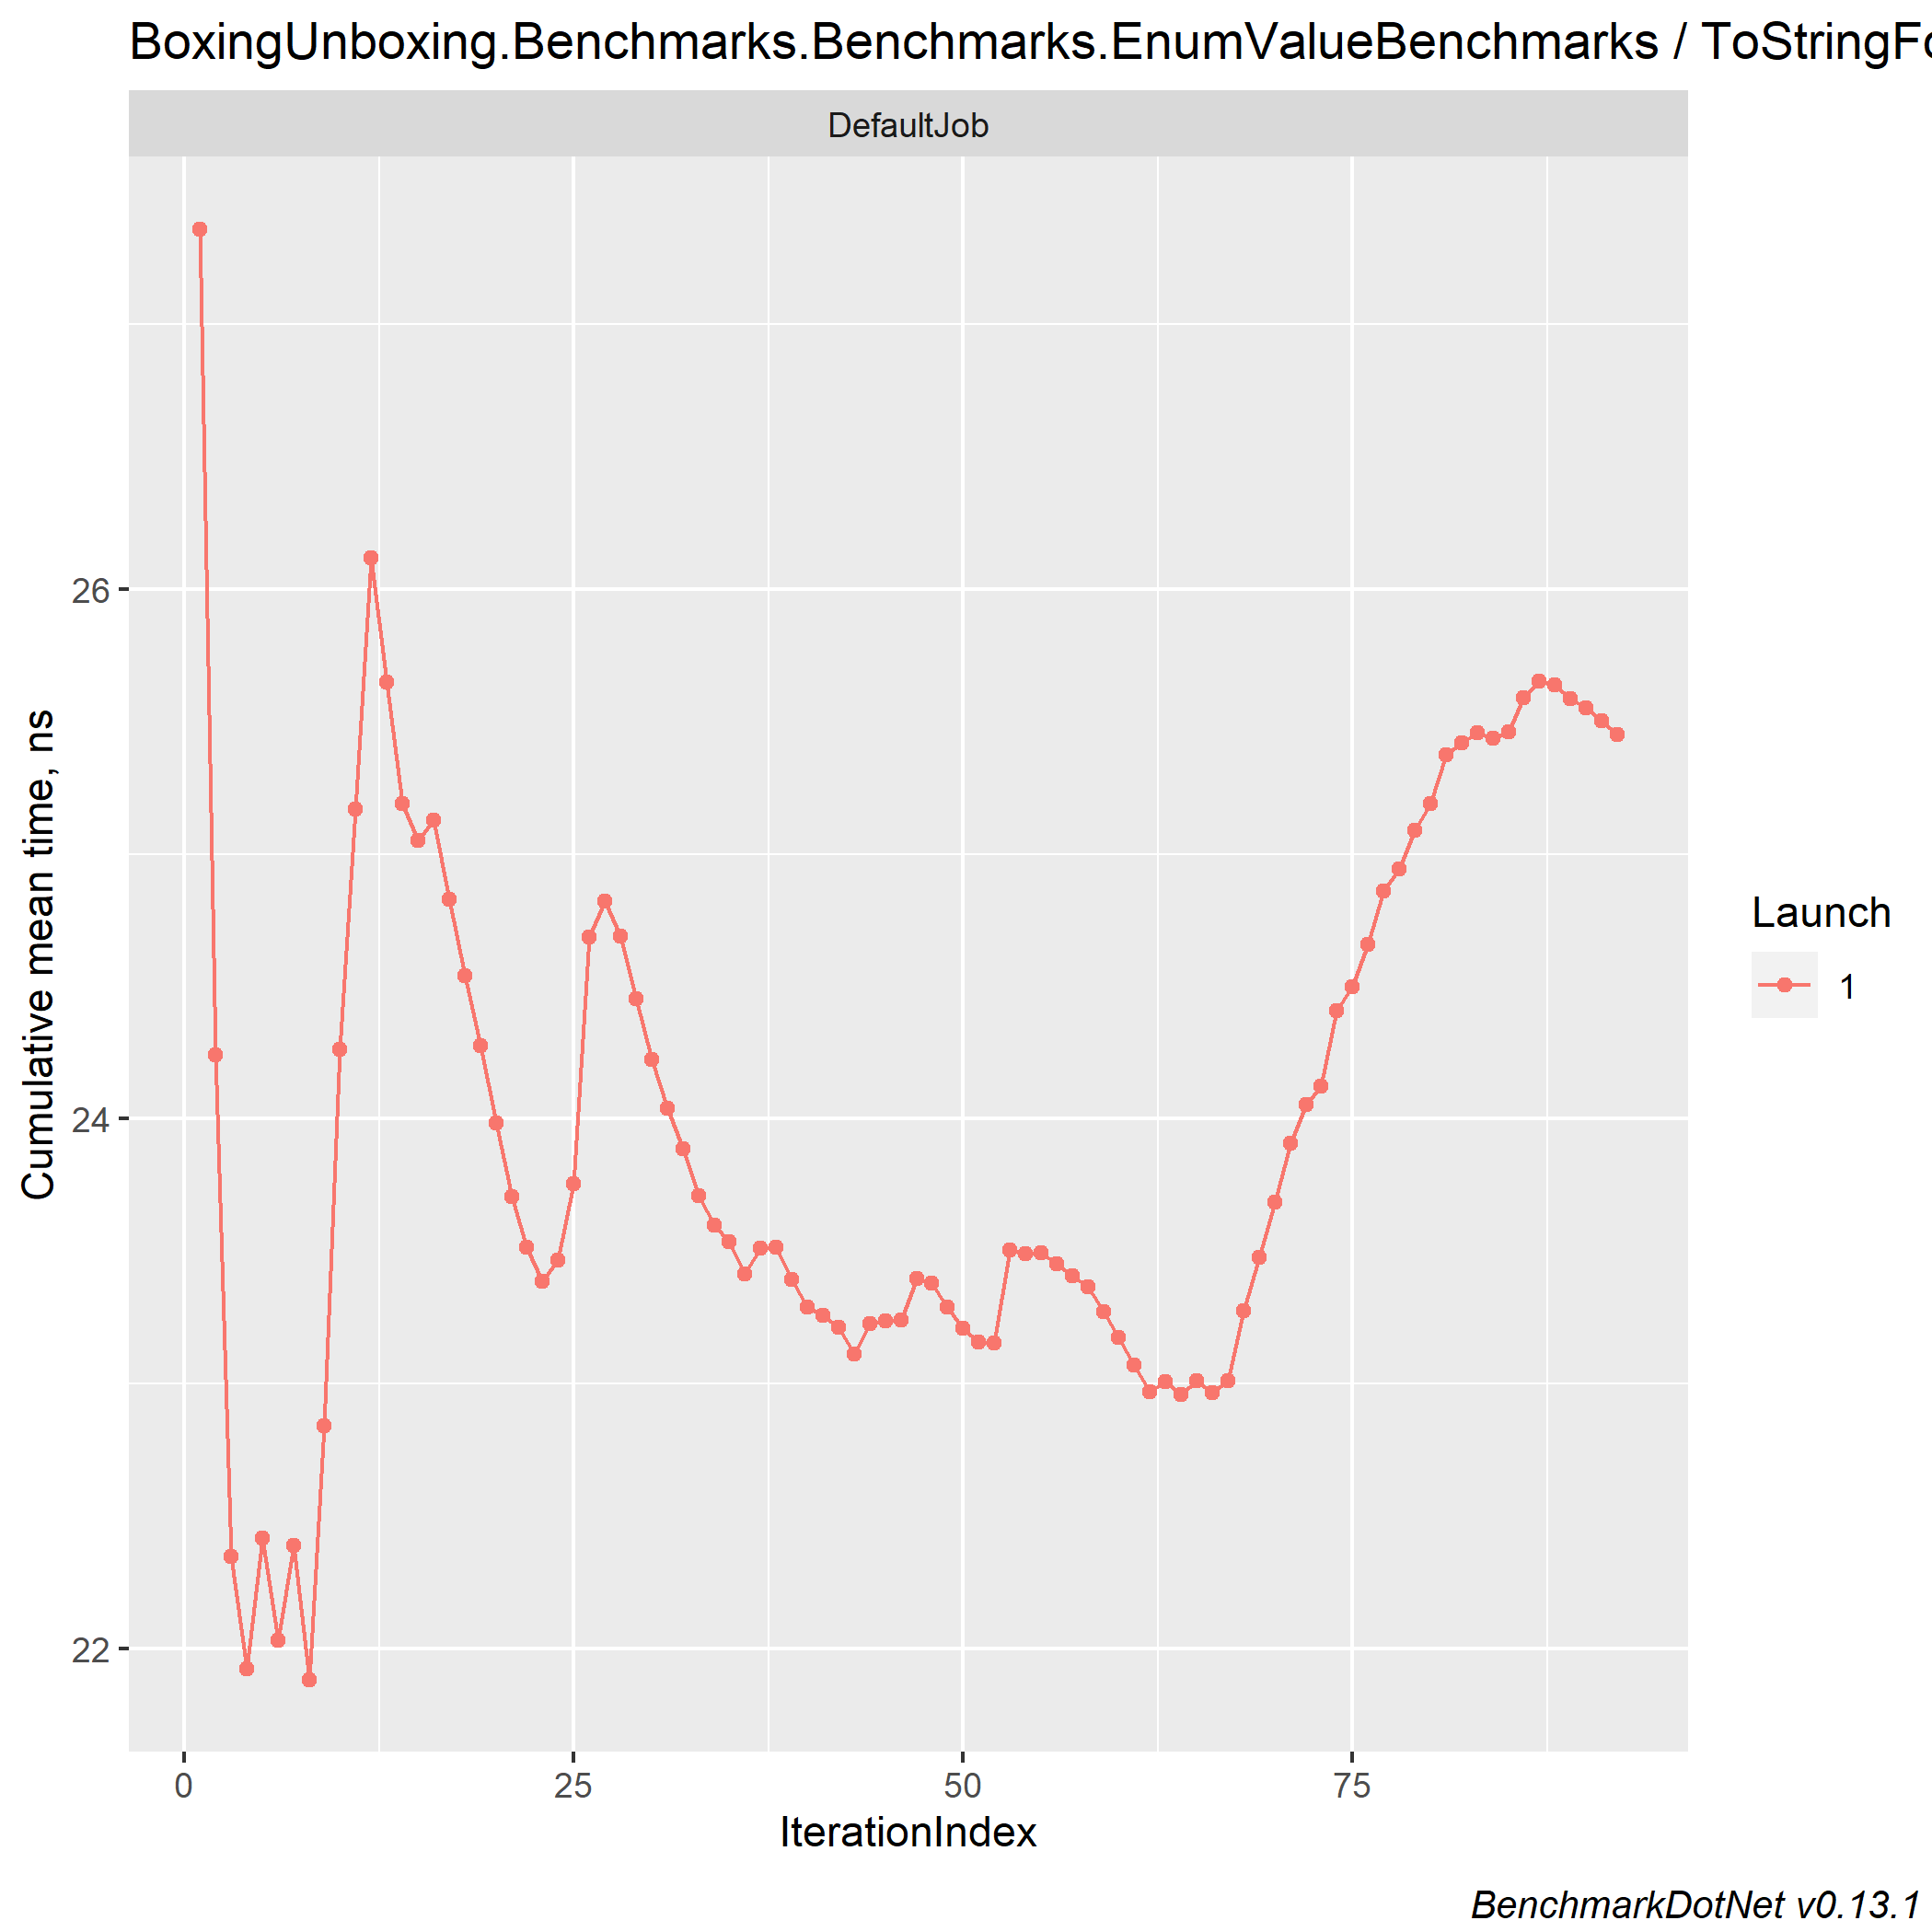 BoxingUnboxing.Benchmarks.Benchmarks.EnumValueBenchmarks / ToStringFo
DefaultJob
Cumulative mean time, ns
26
24
22
0 25 50 75
IterationIndex
Launch
1
BenchmarkDotNet v0.13.1